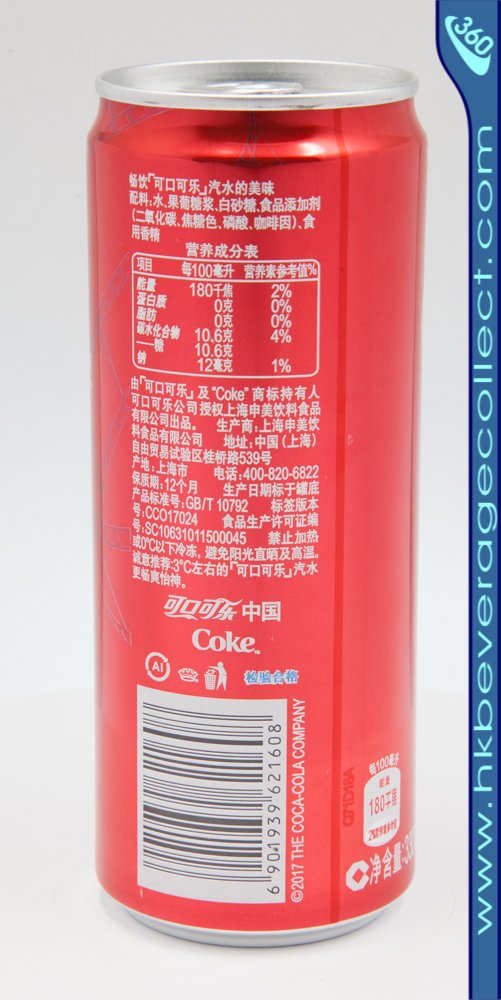 畅饮「可口可乐」汽水的美味
配料:水、果葡糖浆、白砂糖、食品添加剂
(二氧化碳、焦糖色、磷酸、咖啡因)、食
用香精
营养成分表
项目 每100毫升 营养素参考值%
能量 180千焦 2%
蛋白质 0克 0%
脂肪 0克 0%
碳水化合物 10.6克 4%
——糖 10.6克
钠 12毫克 1%
由「可口可乐」及"Coke"商标持有人
可口可乐公司授权上海申美饮料食品
有限公司出品。 生产商:上海申美饮
料食品有限公司 地址:中国(上海)
自由贸易试验区桂桥路539号
产地:上海市 电话:400-820-6822
保质期:12个月 生产日期标于罐底
产品标准号:GB/T 10792 标签版本
号:CCO17024 食品生产许可证编
号:SC10631011500045 禁止加热
或0℃以下冷冻，避免阳光直晒及高温。
诚意推荐:3℃左右的「可口可乐」汽水
更畅爽怡神。
可口可乐 中国
Coke™
Al
检验合格
6 901939 621608
©2017 THE COCA-COLA COMPANY
Q71D19A
每100毫升
能量
180千焦
净含量:33
360
www.hkbeveragecollect.com